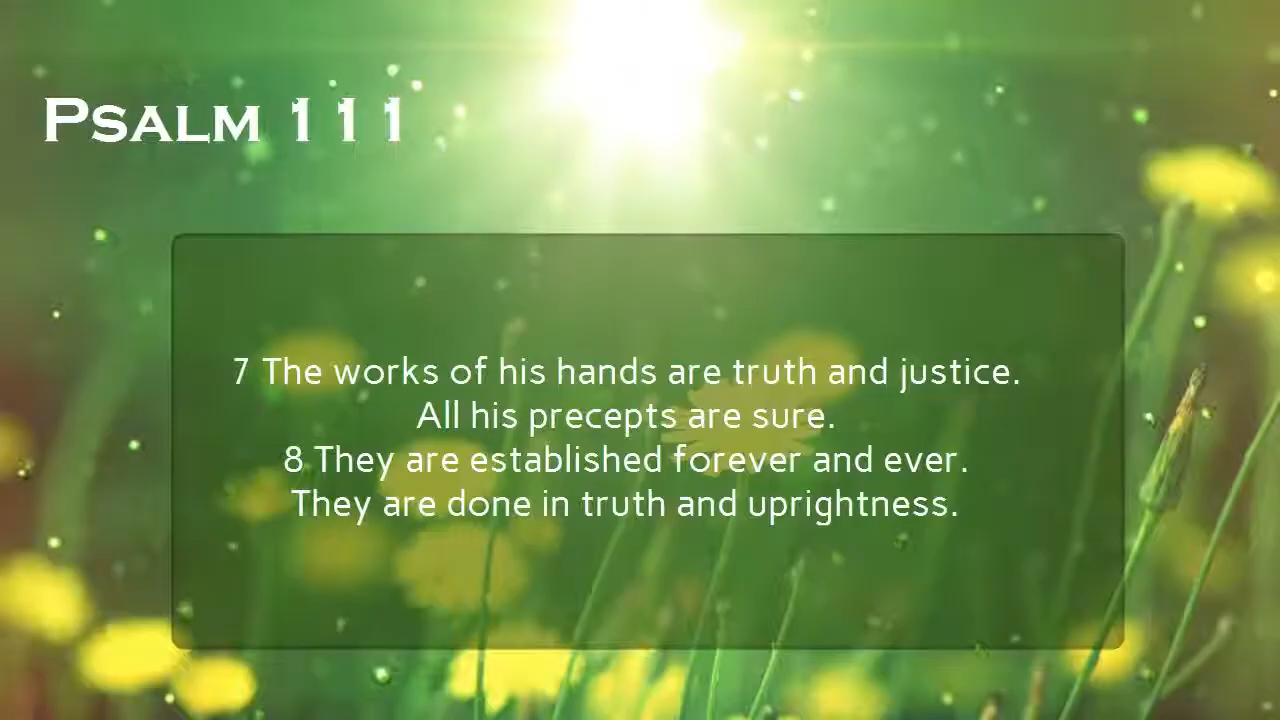 Psalm 111
7 The works of his hands are truth and justice.
All his precepts are sure.
8 They are established forever and ever.
They are done in truth and uprightness.